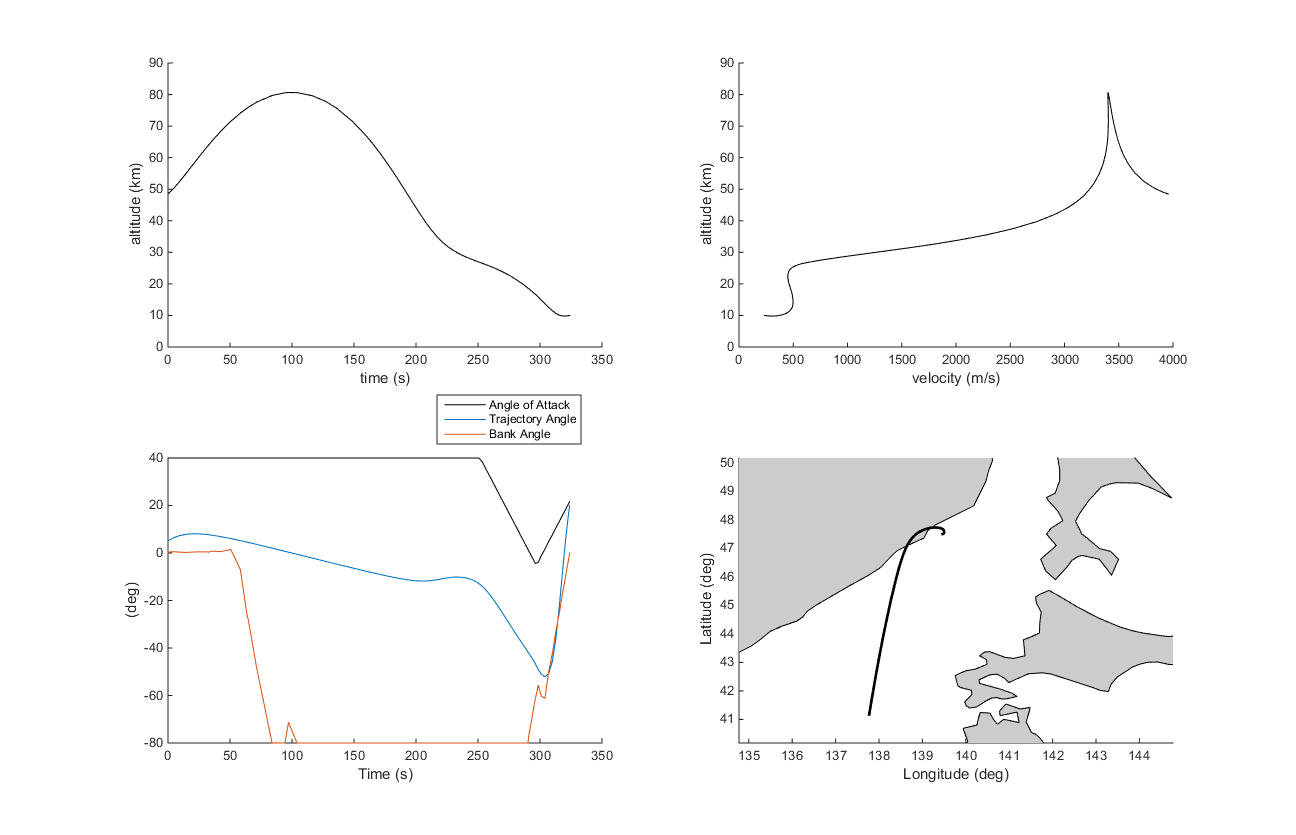 90
80
70
60
50
40
30
20
10
0
altitude (km)
0 50 100 150 200 250 300 350
time (s)
90
80
70
60
50
40
30
20
10
0
altitude (km)
0 500 1000 1500 2000 2500 3000 3500 4000
velocity (m/s)
Angle of Attack
Trajectory Angle
Bank Angle
40
20
0
-20
-40
-60
-80
(deg)
0 50 100 150 200 250 300 350
Time (s)
50
49
48
47
46
45
44
43
42
41
Latitude (deg)
135 136 137 138 139 140 141 142 143 144
Longitude (deg)